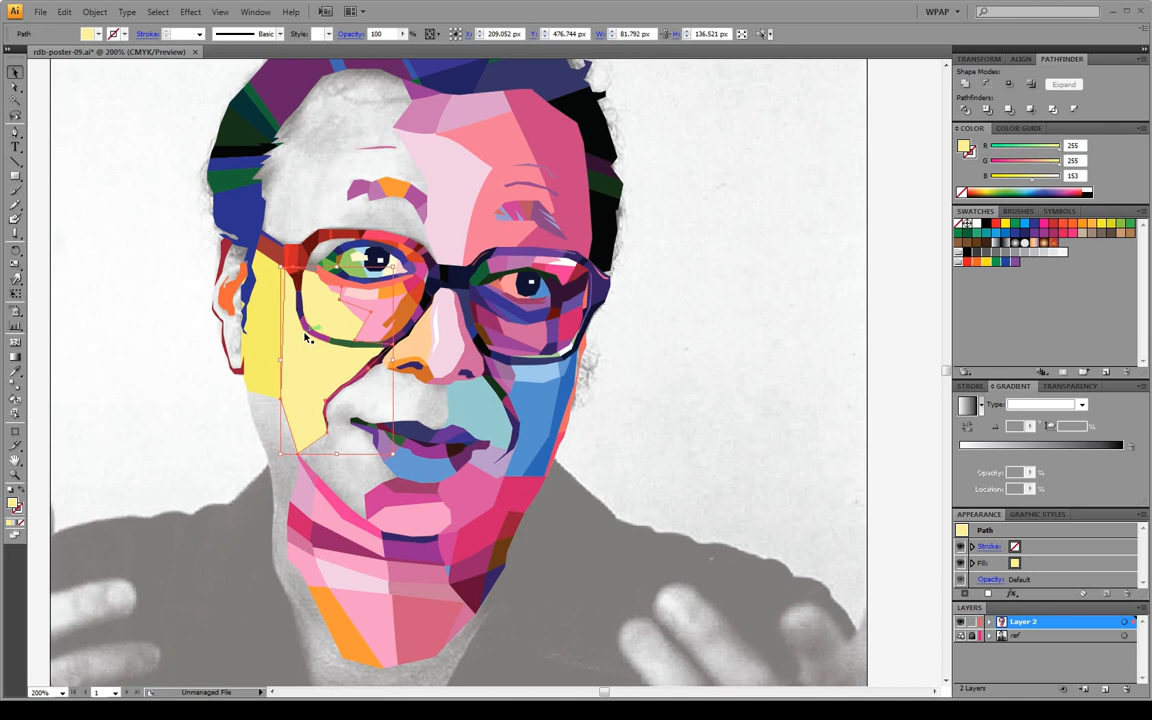 Ai File Edit Object Type Select Effect View Window Help Br WPAP
Path Stroke: Basic Style: Opacity: 100 % X: 209.052 px Y: 476.744 px W: 81.792 px H: 136.521 px
rdb-poster-09.ai* @ 200% (CMYK/Preview) ×
TRANSFORM ALIGN PATHFINDER
Shape Modes:
Expand
Pathfinders:
COLOR COLOR GUIDE
R 255
G 255
B 153
SWATCHES BRUSHES SYMBOLS
STROKE GRADIENT TRANSPARENCY
Type:
%
Opacity: %
Location: %
APPEARANCE GRAPHIC STYLES
Path
Stroke:
Fill:
Opacity: Default
fx
LAYERS
Layer 2
ref
2 Layers
200% 1 Unmanaged File